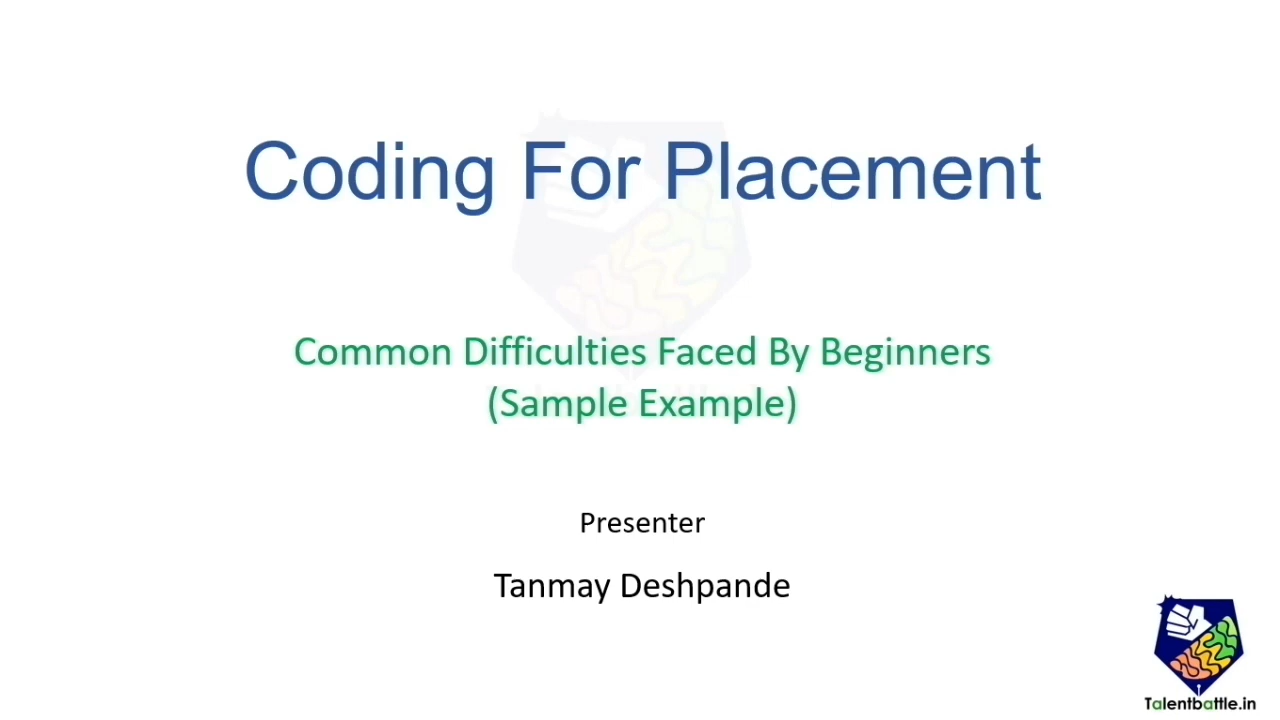 Coding For Placement
Common Difficulties Faced By Beginners
(Sample Example)
Presenter
Tanmay Deshpande
Talentbattle.in